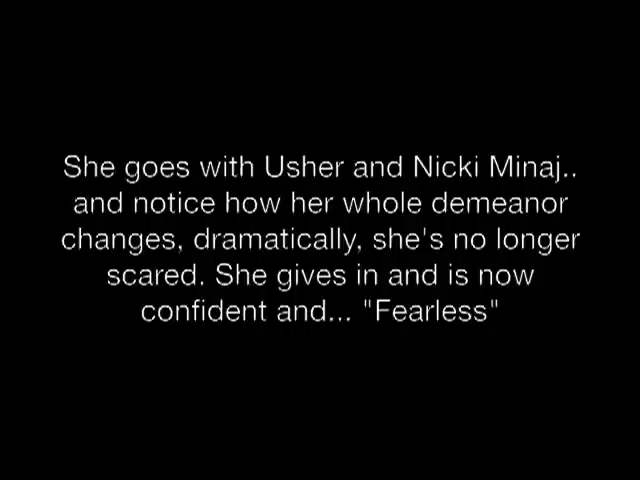 She goes with Usher and Nicki Minaj..
and notice how her whole demeanor
changes, dramatically, she's no longer
scared. She gives in and is now
confident and... "Fearless"